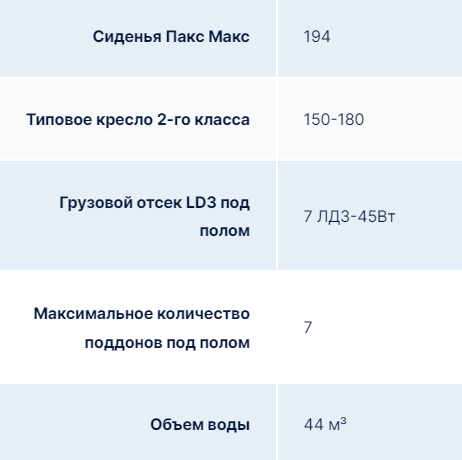 Сиденья Пакс Макс 194
Типовое кресло 2-го класса 150-180
Грузовой отсек LD3 под
полом
7 ЛД3-45Вт
Максимальное количество
поддонов под полом
7
Объем воды 44 м³